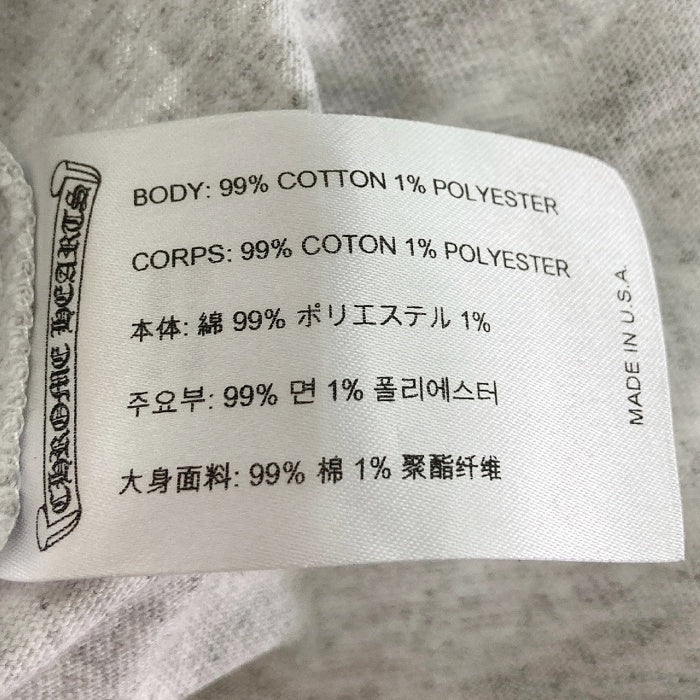 CHROME HEARTS
BODY: 99% COTTON 1% POLYESTER
CORPS: 99% COTON 1% POLYESTER
本体: 綿 99% ポリエステル 1%
주요부: 99% 면 1% 폴리에스터
大身面料: 99% 棉 1% 聚酯纤维
MADE IN U.S.A.